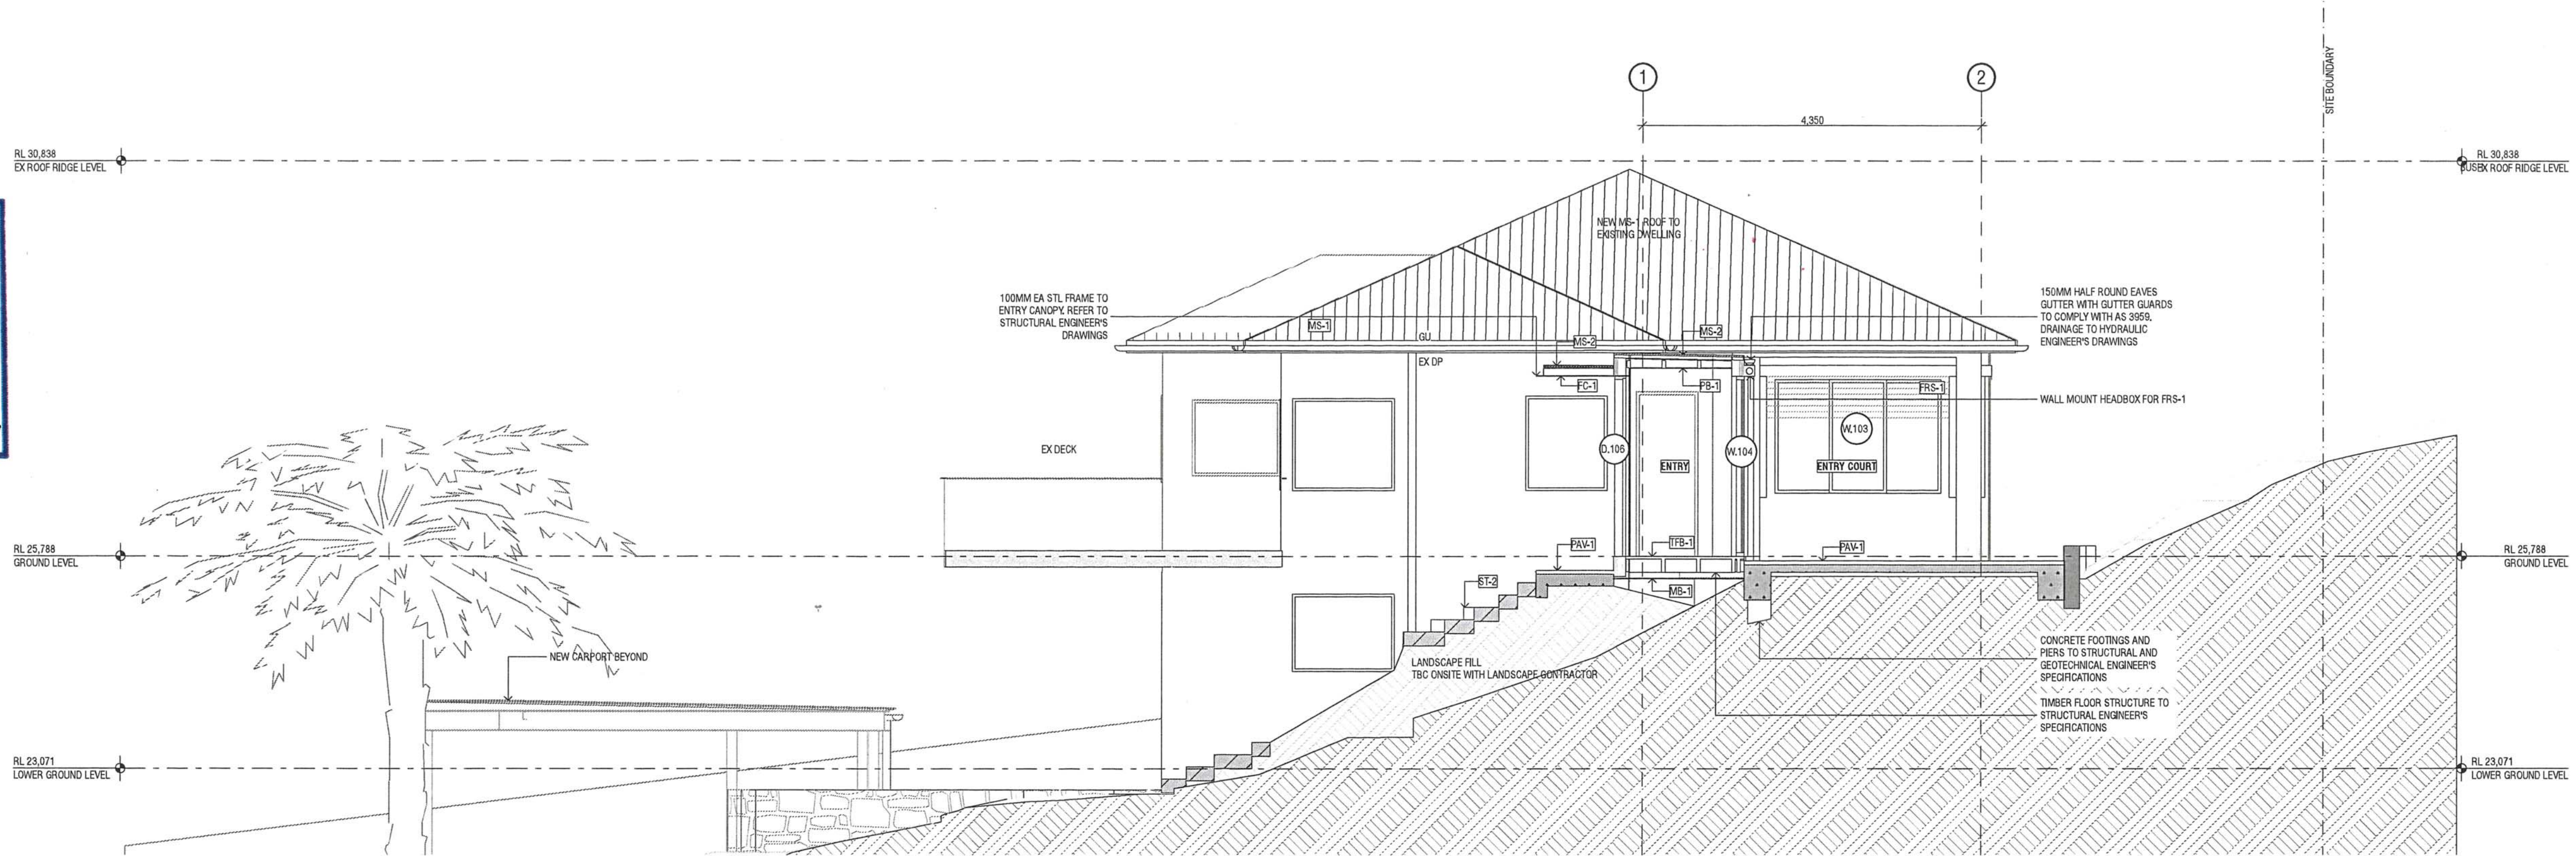 SITE BOUNDARY
1
2
4,350
RL 30,838
EX ROOF RIDGE LEVEL
RL 30,838
EX ROOF RIDGE LEVEL
NEW MS-1 ROOF TO
EXISTING DWELLING
100MM EA STL FRAME TO
ENTRY CANOPY. REFER TO
STRUCTURAL ENGINEER'S
DRAWINGS
150MM HALF ROUND EAVES
GUTTER WITH GUTTER GUARDS
TO COMPLY WITH AS 3959.
DRAINAGE TO HYDRAULIC
ENGINEER'S DRAWINGS
MS-1
GU
MS-2
MS-2
EX DP
FC-1
PB-1
FRS-1
WALL MOUNT HEADBOX FOR FRS-1
W.103
EX DECK
D.106
W.104
ENTRY
ENTRY COURT
RL 25,788
GROUND LEVEL
PAV-1
TFB-1
PAV-1
RL 25,788
GROUND LEVEL
ST-2
MB-1
NEW CARPORT BEYOND
LANDSCAPE FILL
TBC ONSITE WITH LANDSCAPE CONTRACTOR
CONCRETE FOOTINGS AND
PIERS TO STRUCTURAL AND
GEOTECHNICAL ENGINEER'S
SPECIFICATIONS
TIMBER FLOOR STRUCTURE TO
STRUCTURAL ENGINEER'S
SPECIFICATIONS
RL 23,071
LOWER GROUND LEVEL
RL 23,071
LOWER GROUND LEVEL